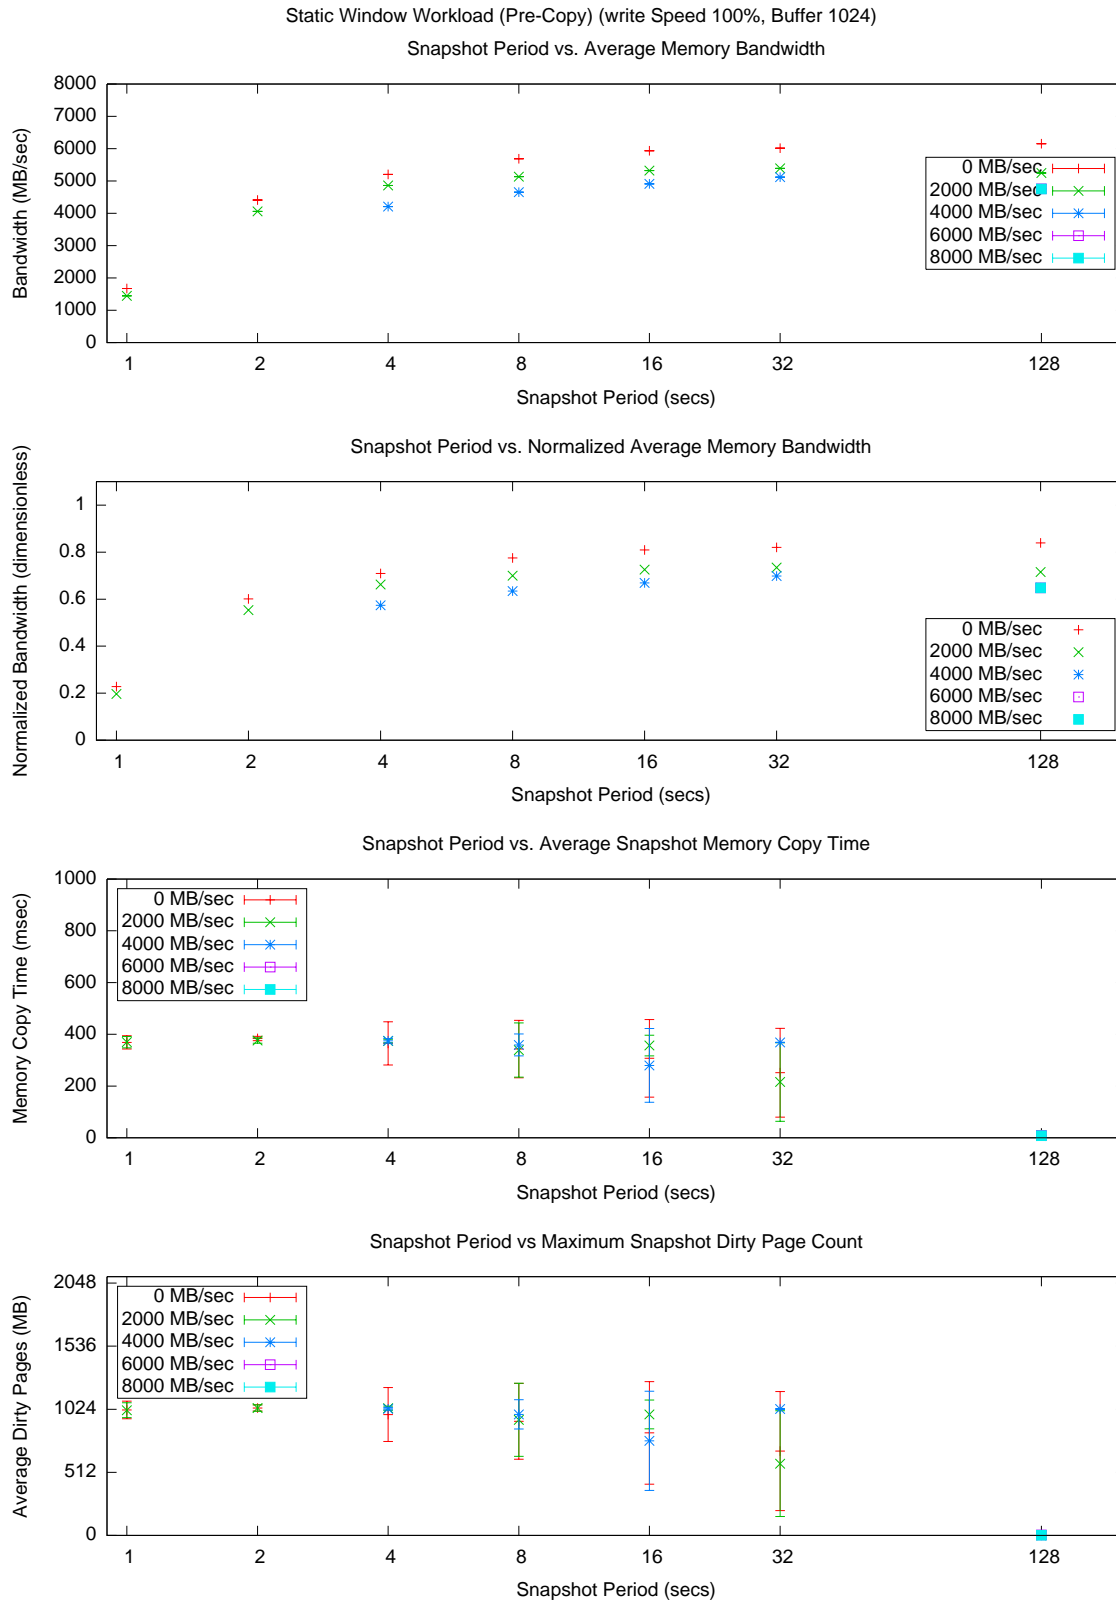 Static Window Workload (Pre-Copy) (write Speed 100%, Buffer 1024)
Snapshot Period vs. Average Memory Bandwidth
Bandwidth (MB/sec)
8000
7000
6000
5000
4000
3000
2000
1000
0
0 MB/sec
2000 MB/sec
4000 MB/sec
6000 MB/sec
8000 MB/sec
1 2 4 8 16 32 128
Snapshot Period (secs)
Snapshot Period vs. Normalized Average Memory Bandwidth
Normalized Bandwidth (dimensionless)
1
0.8
0.6
0.4
0.2
0
0 MB/sec
2000 MB/sec
4000 MB/sec
6000 MB/sec
8000 MB/sec
1 2 4 8 16 32 128
Snapshot Period (secs)
Snapshot Period vs. Average Snapshot Memory Copy Time
Memory Copy Time (msec)
1000
800
600
400
200
0
0 MB/sec
2000 MB/sec
4000 MB/sec
6000 MB/sec
8000 MB/sec
1 2 4 8 16 32 128
Snapshot Period (secs)
Snapshot Period vs Maximum Snapshot Dirty Page Count
Average Dirty Pages (MB)
2048
1536
1024
512
0
0 MB/sec
2000 MB/sec
4000 MB/sec
6000 MB/sec
8000 MB/sec
1 2 4 8 16 32 128
Snapshot Period (secs)